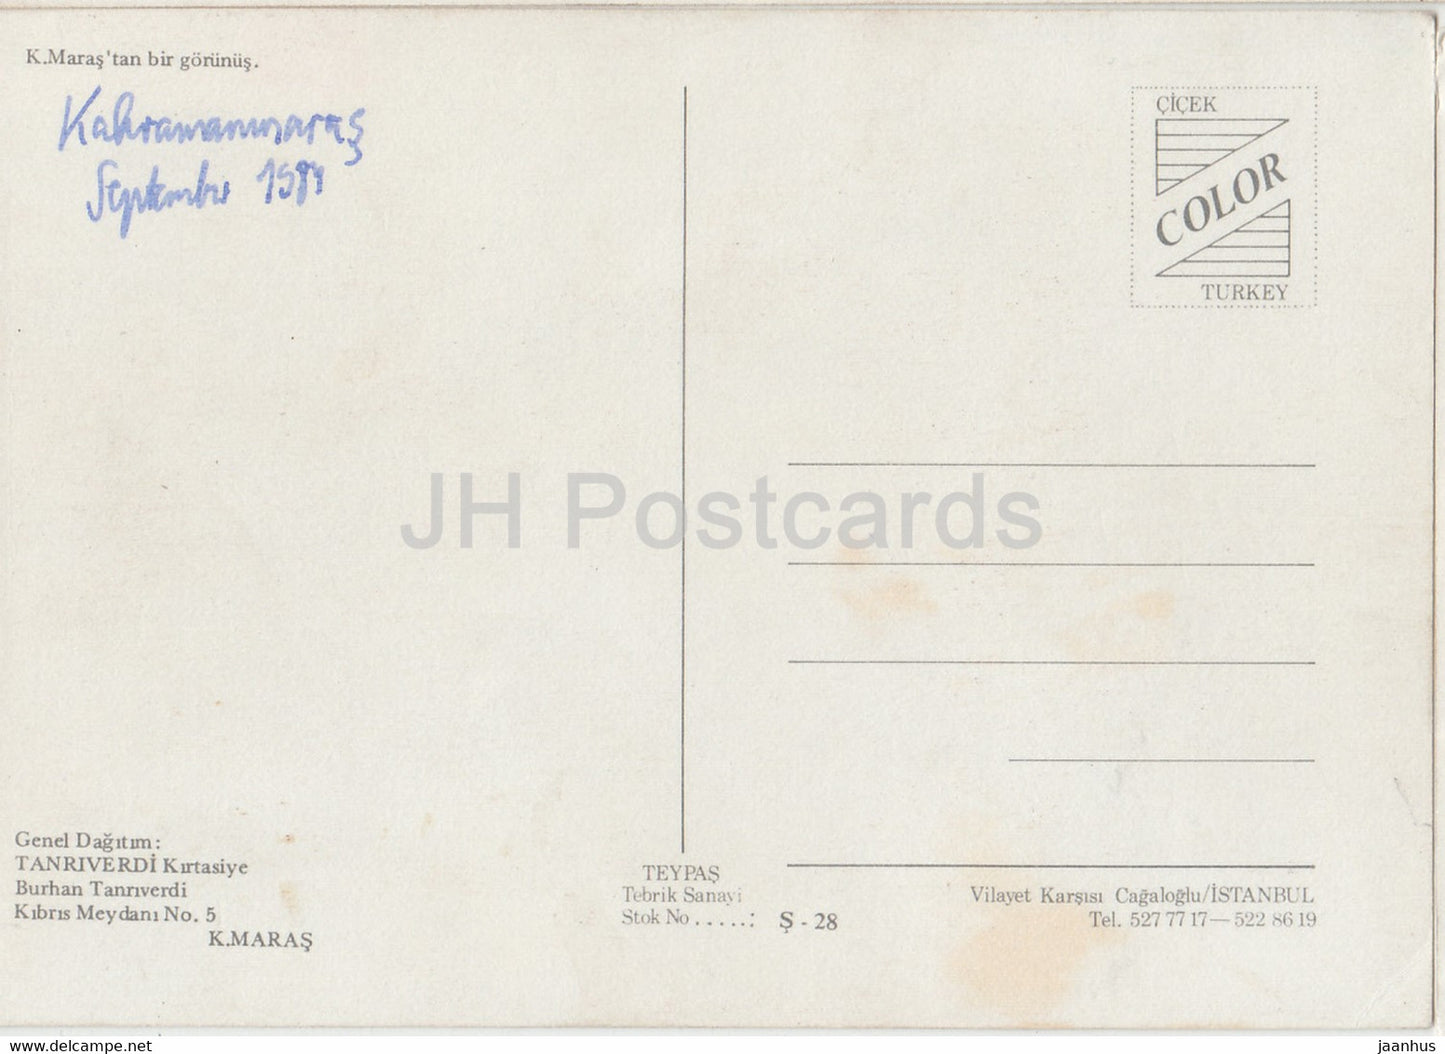 K.Maraş'tan bir görünüş.
Kahramanmaraş
September 1984
ÇİÇEK
COLOR
TURKEY
JH Postcards
Genel Dağıtım:
TANRIVERDİ Kırtasiye
Burhan Tanrıverdi
Kıbrıs Meydanı No. 5
K.MARAŞ
TEYPAŞ
Tebrik Sanayi
Stok No .....: Ş - 28
Vilayet Karşısı Cağaloğlu/İSTANBUL
Tel. 527 77 17—522 86 19
www.delcampe.net
jaanhus